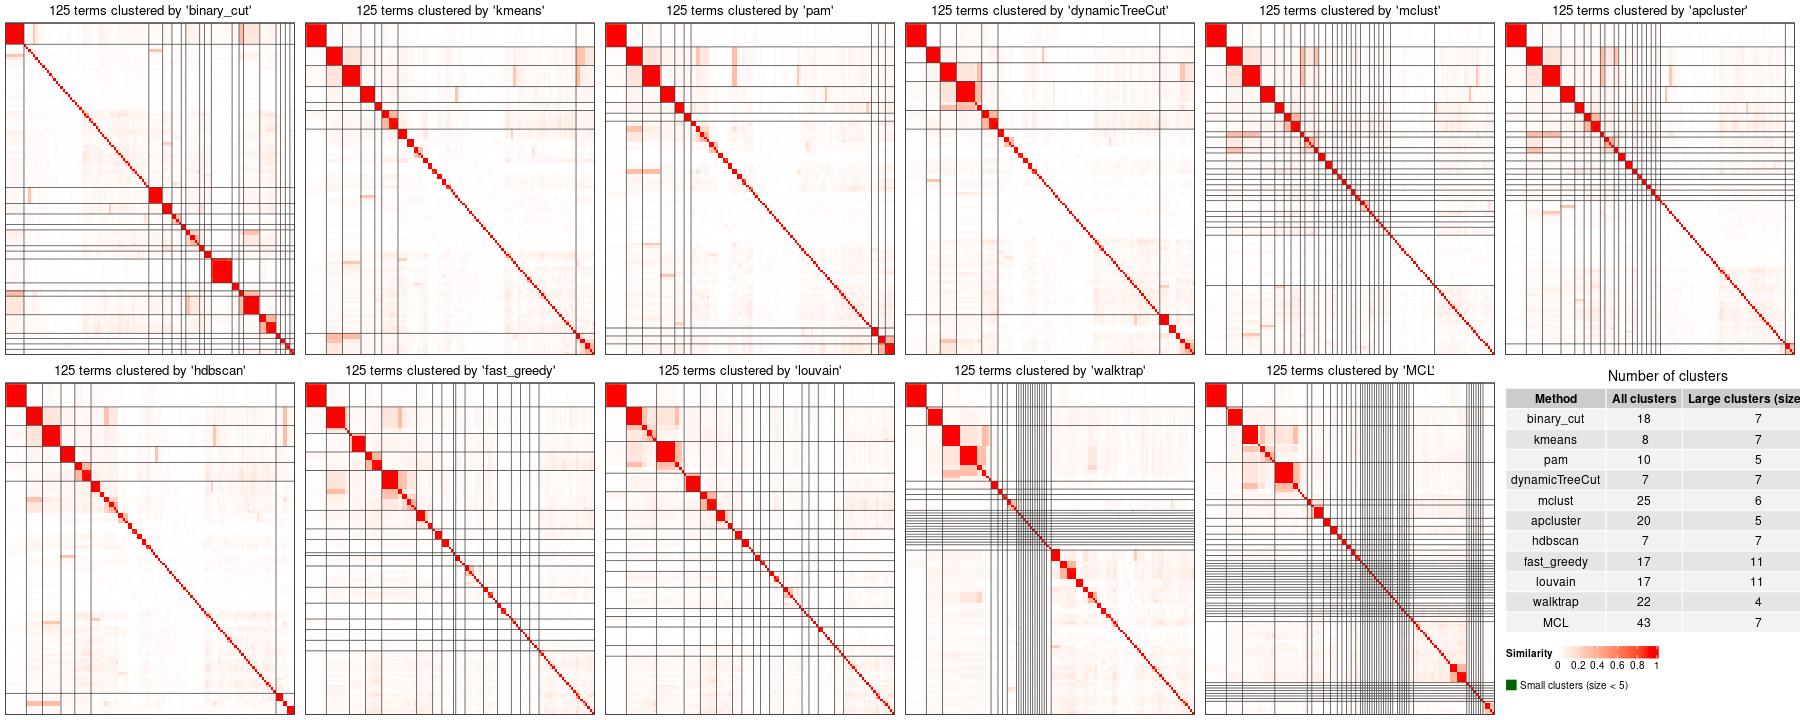 125 terms clustered by 'binary_cut'
125 terms clustered by 'kmeans'
125 terms clustered by 'pam'
125 terms clustered by 'dynamicTreeCut'
125 terms clustered by 'mclust'
125 terms clustered by 'apcluster'
125 terms clustered by 'hdbscan'
125 terms clustered by 'fast_greedy'
125 terms clustered by 'louvain'
125 terms clustered by 'walktrap'
125 terms clustered by 'MCL'
Number of clusters
Method All clusters Large clusters (size
binary_cut 18 7
kmeans 8 7
pam 10 5
dynamicTreeCut 7 7
mclust 25 6
apcluster 20 5
hdbscan 7 7
fast_greedy 17 11
louvain 17 11
walktrap 22 4
MCL 43 7
Similarity
0 0.2 0.4 0.6 0.8 1
Small clusters (size < 5)